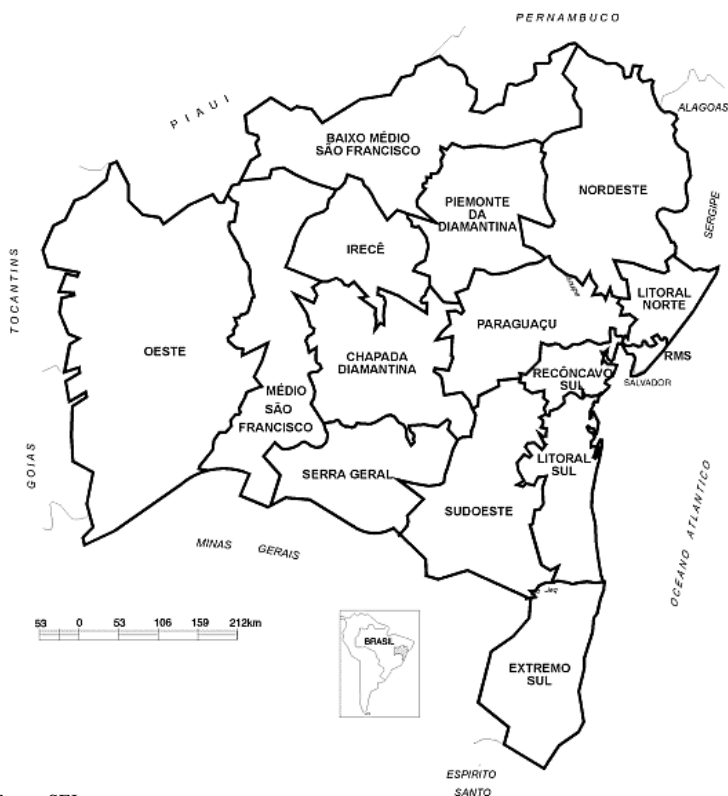 PERNAMBUCO
PIAUI
ALAGOAS
BAIXO MÉDIO
SÃO FRANCISCO
PIEMONTE
DA
DIAMANTINA
NORDESTE
SERGIPE
IRECÊ
TOCANTINS
LITORAL
NORTE
PARAGUAÇU
OESTE
CHAPADA
DIAMANTINA
RMS
RECÔNCAVO
SUL
SALVADOR
MÉDIO
SÃO
FRANCISCO
GOIAS
LITORAL
SUL
SERRA GERAL
SUDOESTE
OCEANO ATLANTICO
MINAS GERAIS
53 0 53 106 159 212km
BRASIL
EXTREMO
SUL
ESPIRITO
SANTO